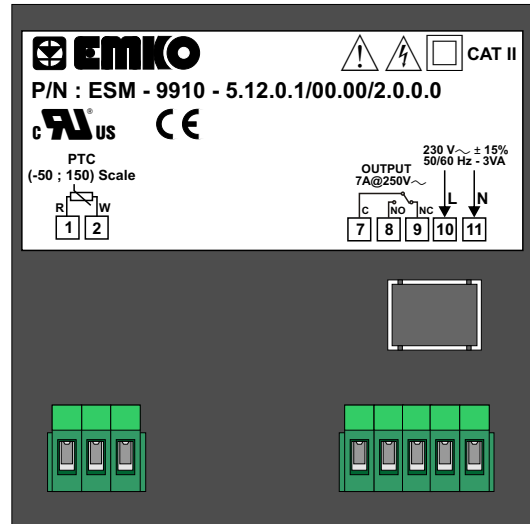 EMKO
CAT II
P/N : ESM - 9910 - 5.12.0.1/00.00/2.0.0.0
c RU® US CE
PTC
(-50 ; 150) Scale
R W
1 2
OUTPUT
7A@250V～
C NO NC
7 8 9
230 V～ ± 15%
50/60 Hz - 3VA
L N
10 11